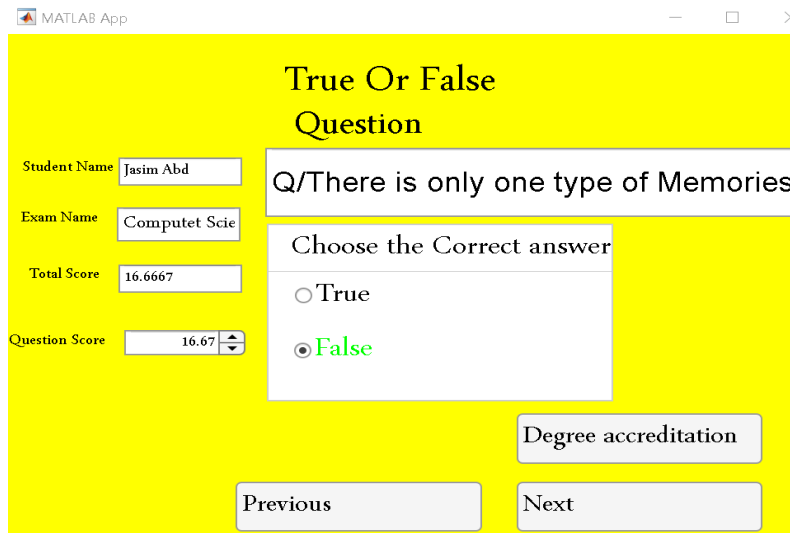 MATLAB App
True Or False
Question
Student Name Jasim Abd
Q/There is only one type of Memories
Exam Name Computet Scie
Choose the Correct answer
Total Score 16.6667
True
Question Score 16.67
False
Degree accreditation
Previous
Next